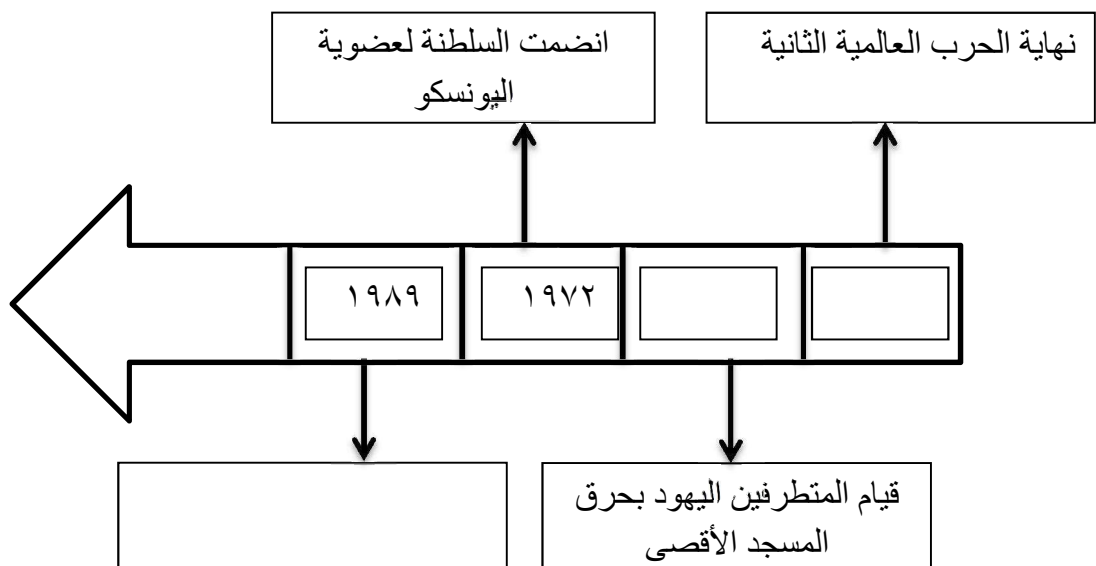 نهاية الحرب العالمية الثانية
انضمت السلطنة لعضوية
اليونسكو
١٩٧٢
١٩٨٩
قيام المتطرفين اليهود بحرق
المسجد الأقصى